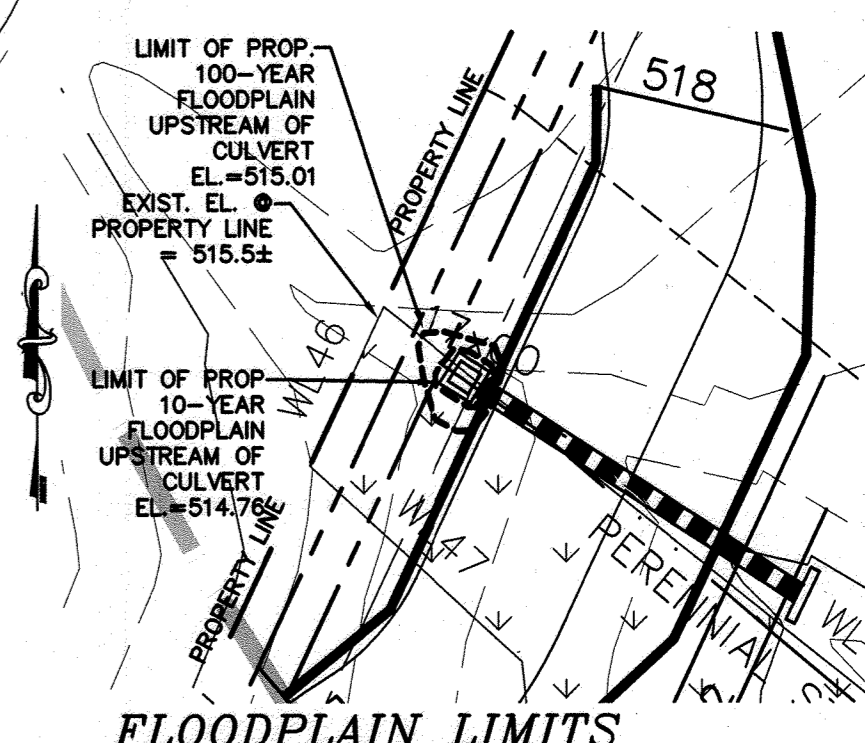 LIMIT OF PROP.
100-YEAR
FLOODPLAIN
UPSTREAM OF
CULVERT
EL.=515.01
EXIST. EL. @
PROPERTY LINE
= 515.5±
PROPERTY LINE
518
WL 46
LIMIT OF PROP
10-YEAR
FLOODPLAIN
UPSTREAM OF
CULVERT
EL.=514.76
PROPERTY LINE
WL 47
PERENNIAL
WL
FLOODPLAIN LIMITS